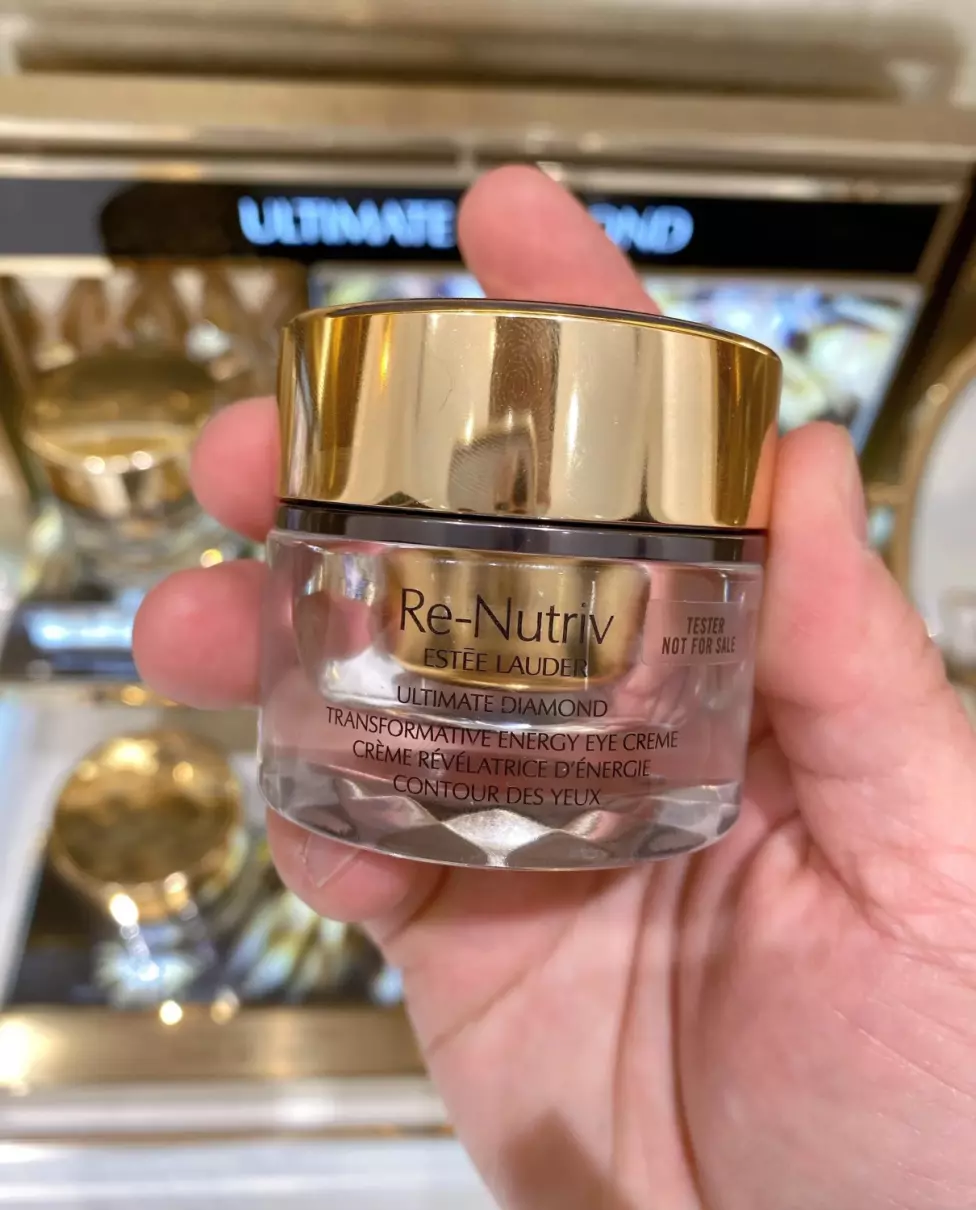 ULTIMATE
Re-Nutriv
ESTĒE LAUDER
ULTIMATE DIAMOND
TRANSFORMATIVE ENERGY EYE CREME
CRÈME RÉVÉLATRICE D'ÉNERGIE
CONTOUR DES YEUX
TESTER
NOT FOR SALE